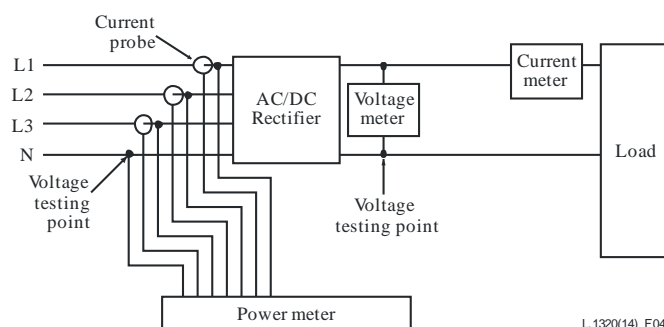 Current
probe
L1
L2
L3
N
AC/DC
Rectifier
Voltage
meter
Current
meter
Load
Voltage
testing
point
Voltage
testing point
Power meter
L.1320(14)_F04